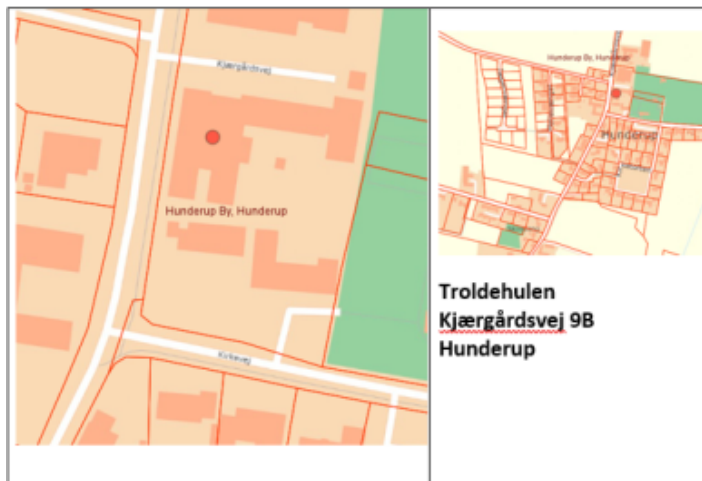 Kjærgårdsvej
Hunderup By, Hunderup
Kirkevej
Hunderup By, Hunderup
Hunderup
Troldehulen
Kjærgårdsvej 9B
Hunderup